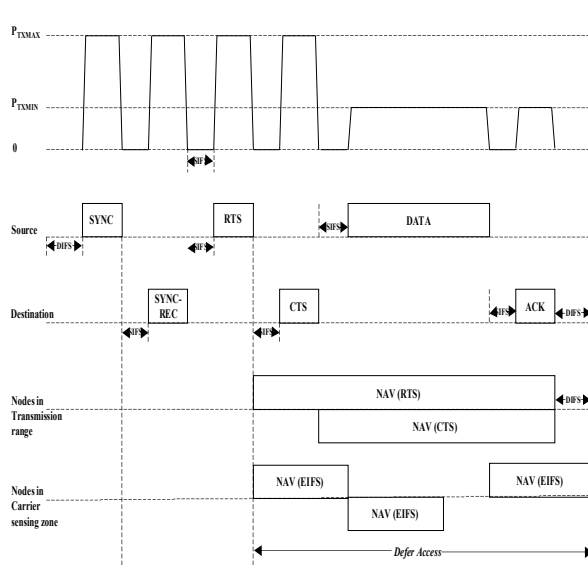 PTXMAX
PTXMIN
0
SIFS
Source
SYNC
RTS
SIFS
DATA
DIFS
SIFS
Destination
SYNC-
REC
CTS
ACK
SIFS
SIFS
SIFS
DIFS
Nodes in
Transmission
range
NAV (RTS)
DIFS
NAV (CTS)
Nodes in
Carrier
sensing zone
NAV (EIFS)
NAV (EIFS)
NAV (EIFS)
Defer Access